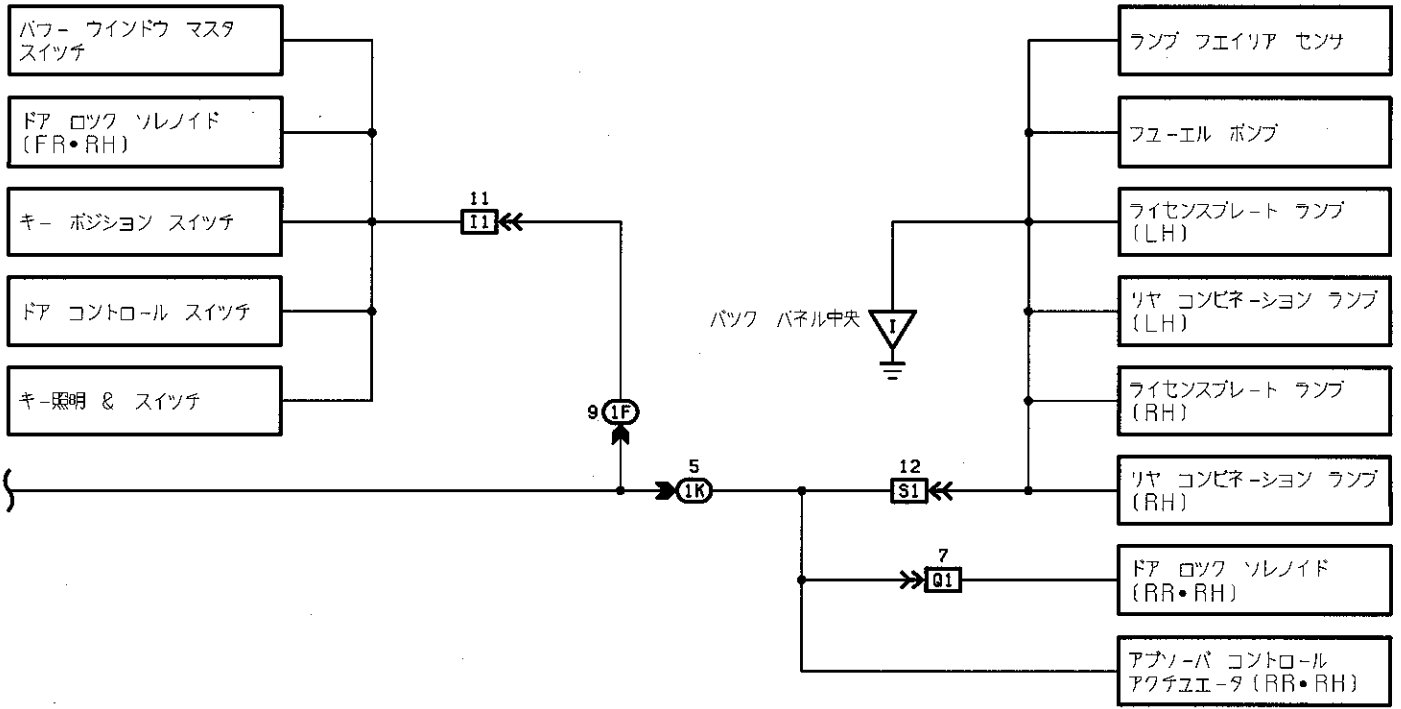 パワー ウインドウ マスタ
スイッチ
ドア ロック ソレノイド
(FR•RH)
キー ポジション スイッチ
ドア コントロール スイッチ
キー照明 & スイッチ
11
I1
9
1F
5
1K
バック パネル中央
I
12
S1
7
Q1
ランプ フエイリア センサ
フューエル ポンプ
ライセンスプレート ランプ
(LH)
リヤ コンビネーション ランプ
(LH)
ライセンスプレート ランプ
(RH)
リヤ コンビネーション ランプ
(RH)
ドア ロック ソレノイド
(RR•RH)
アブソーバ コントロール
アクチュエータ(RR•RH)